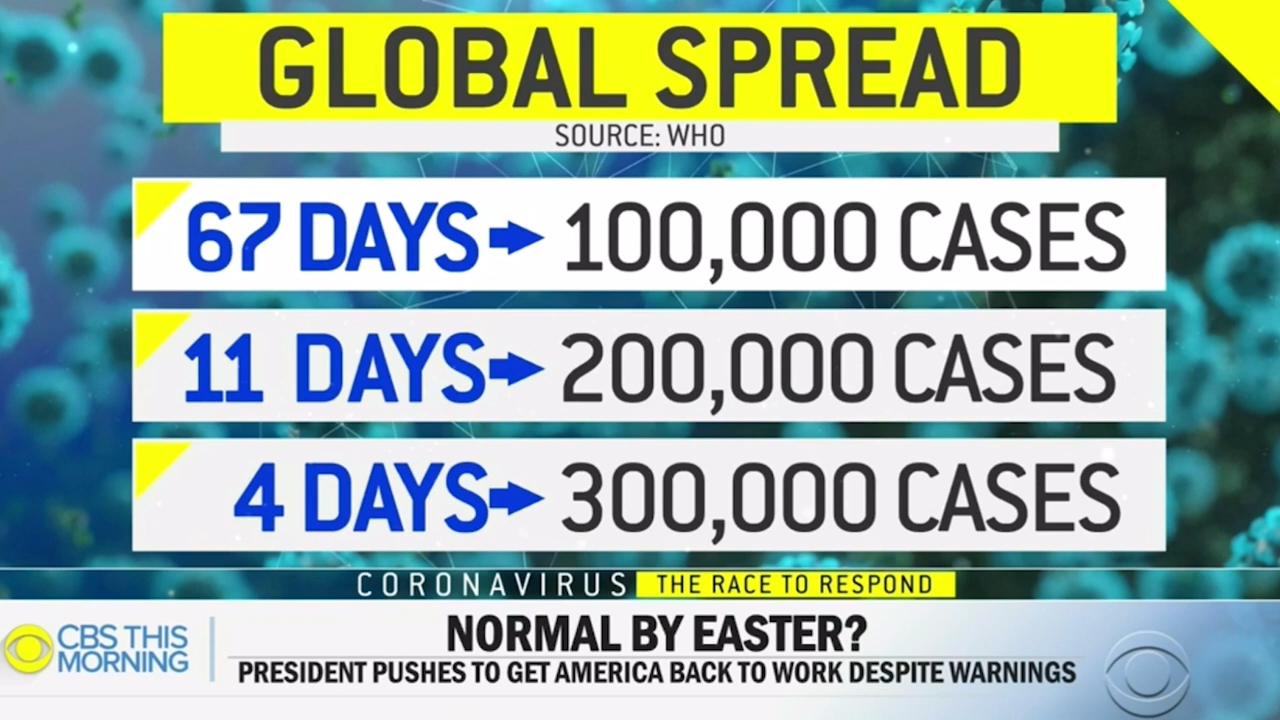 GLOBAL SPREAD
SOURCE: WHO
67 DAYS 100,000 CASES
11 DAYS 200,000 CASES
4 DAYS 300,000 CASES
CORONAVIRUS THE RACE TO RESPOND
NORMAL BY EASTER?
CBS THIS MORNING
PRESIDENT PUSHES TO GET AMERICA BACK TO WORK DESPITE WARNINGS